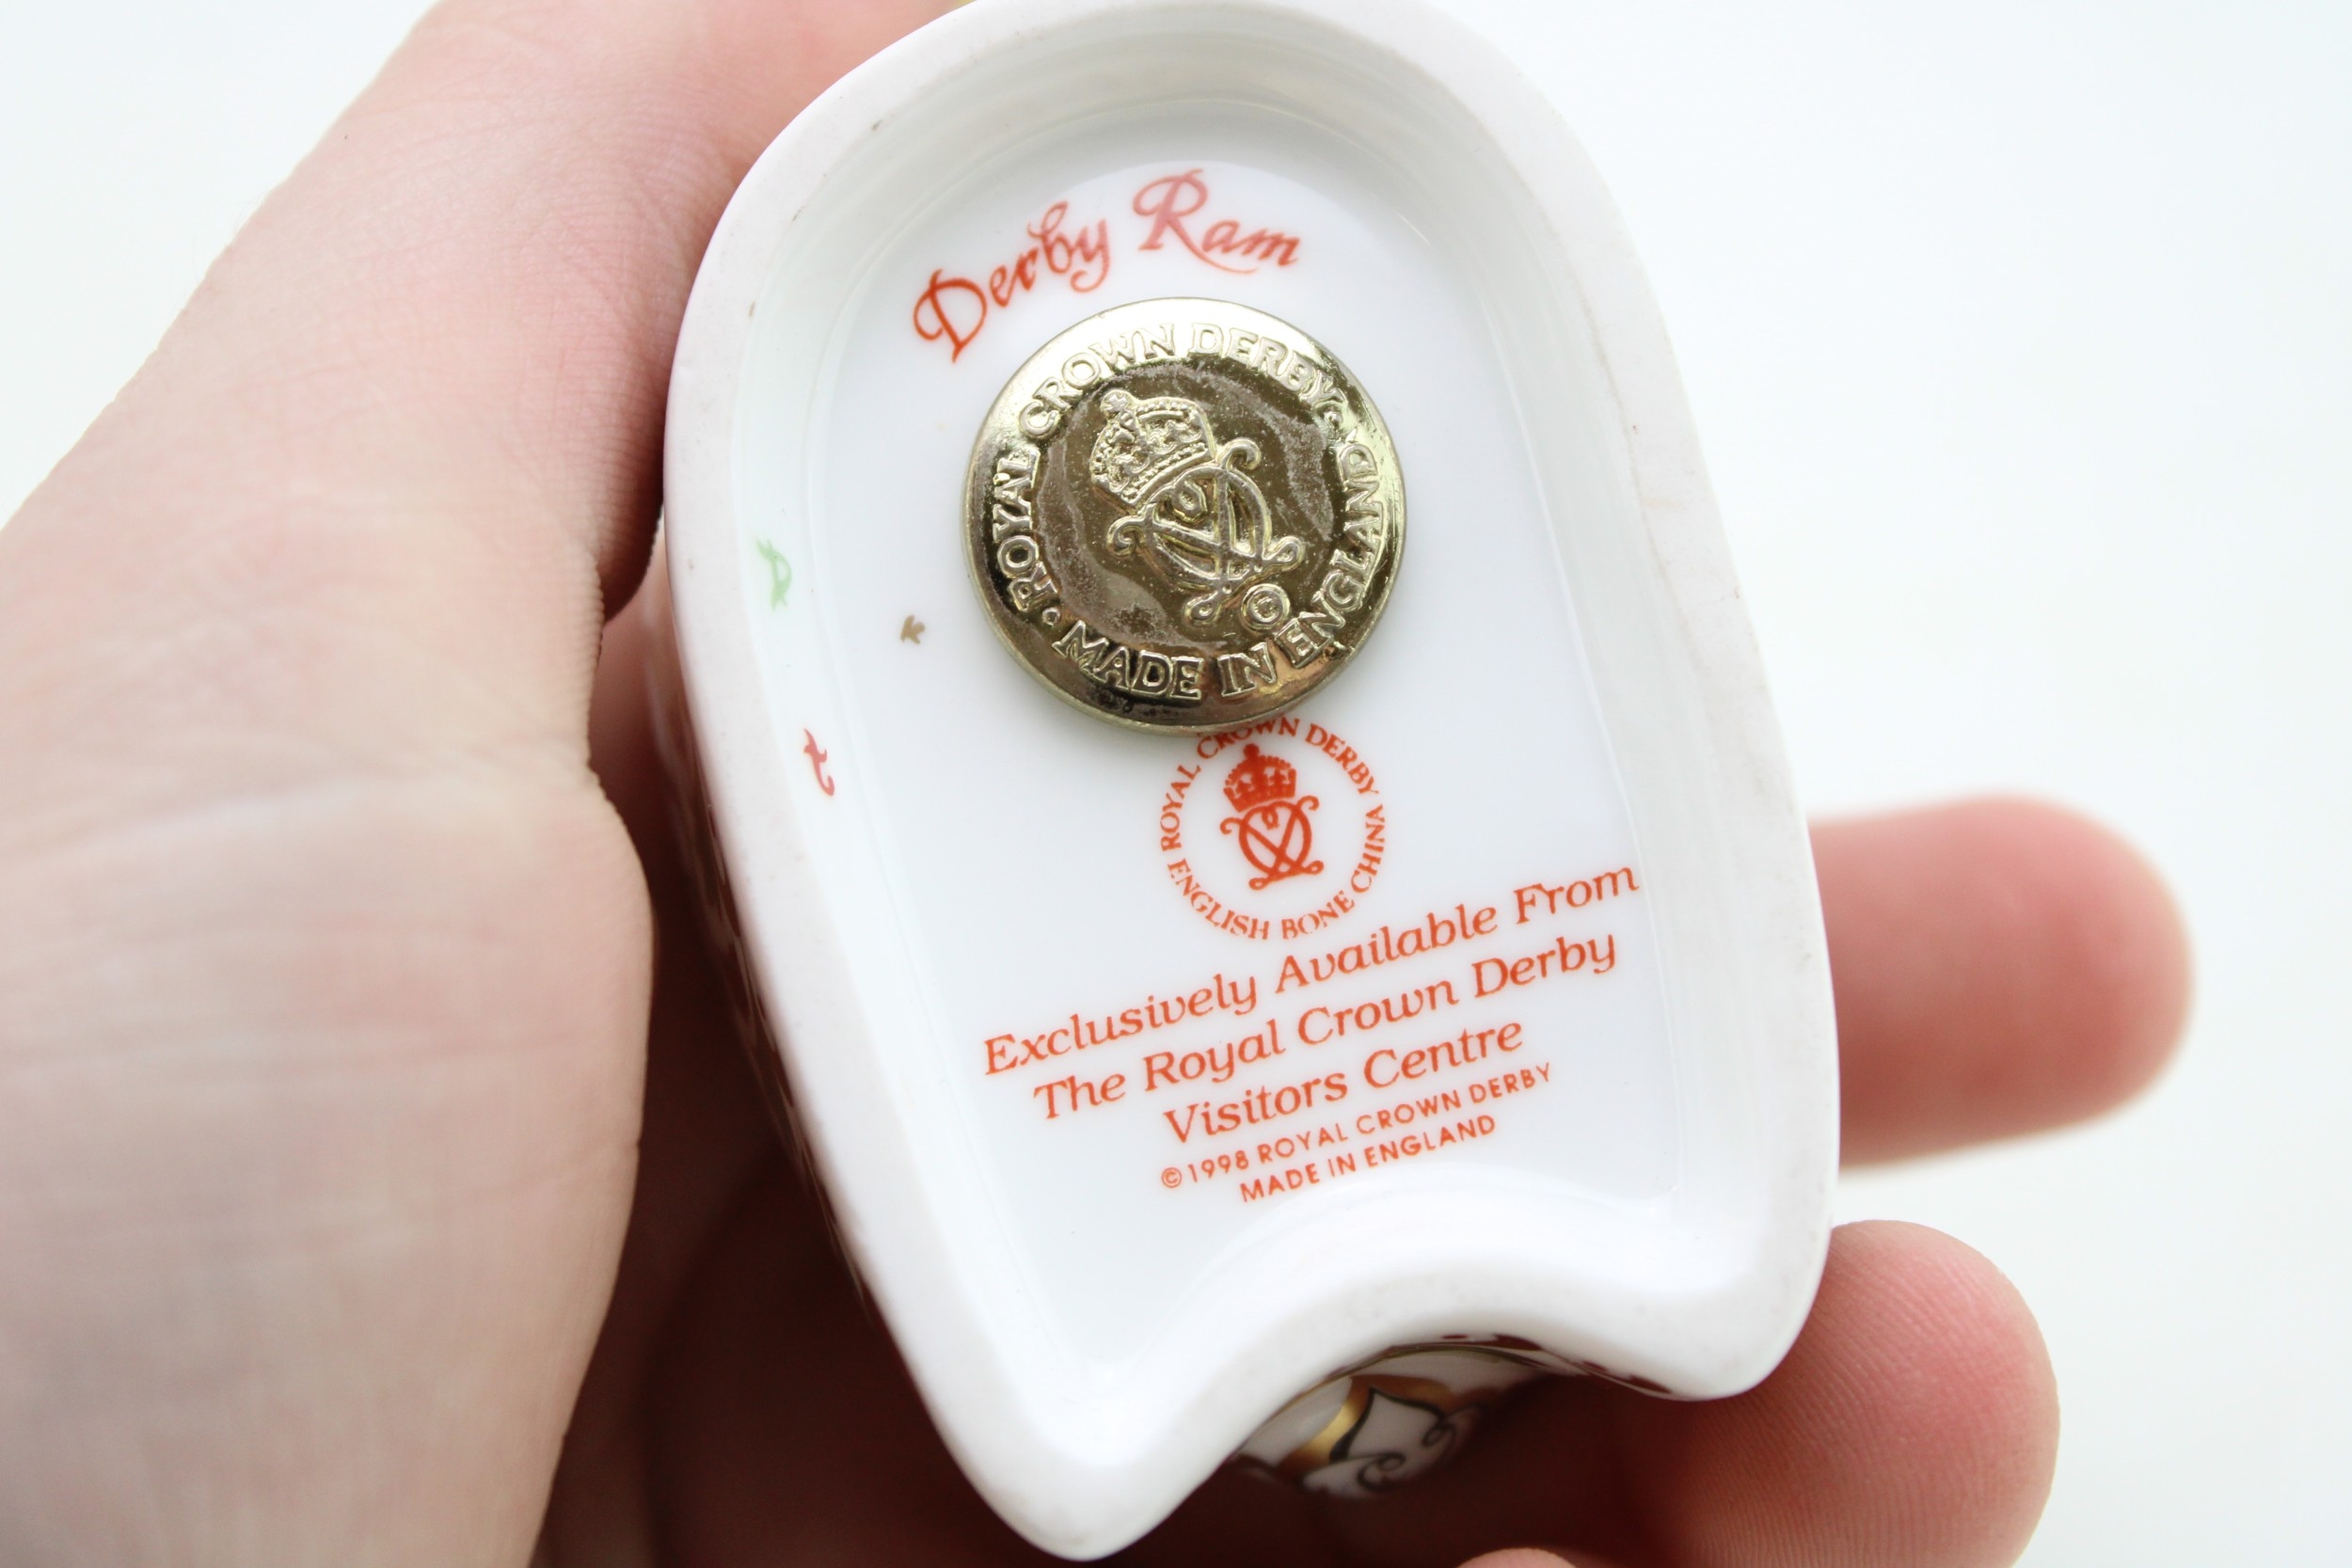 Derby Ram
ROYAL CROWN DERBY · MADE IN ENGLAND ·
©
ROYAL CROWN DERBY
ENGLISH BONE CHINA
Exclusively Available From
The Royal Crown Derby
Visitors Centre
©1998 ROYAL CROWN DERBY
MADE IN ENGLAND
t